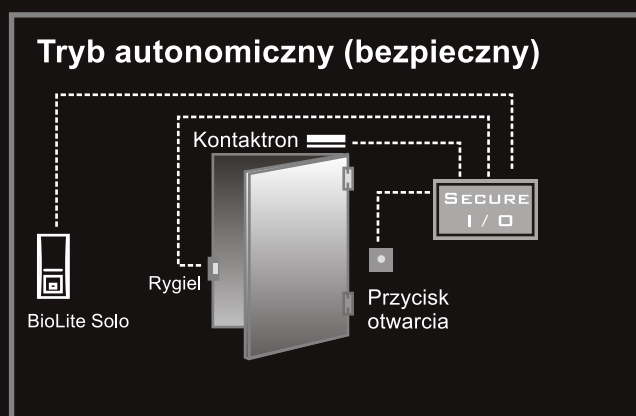 Tryb autonomiczny (bezpieczny)
Kontaktron
SECURE
I / O
Rygiel
Przycisk
otwarcia
BioLite Solo